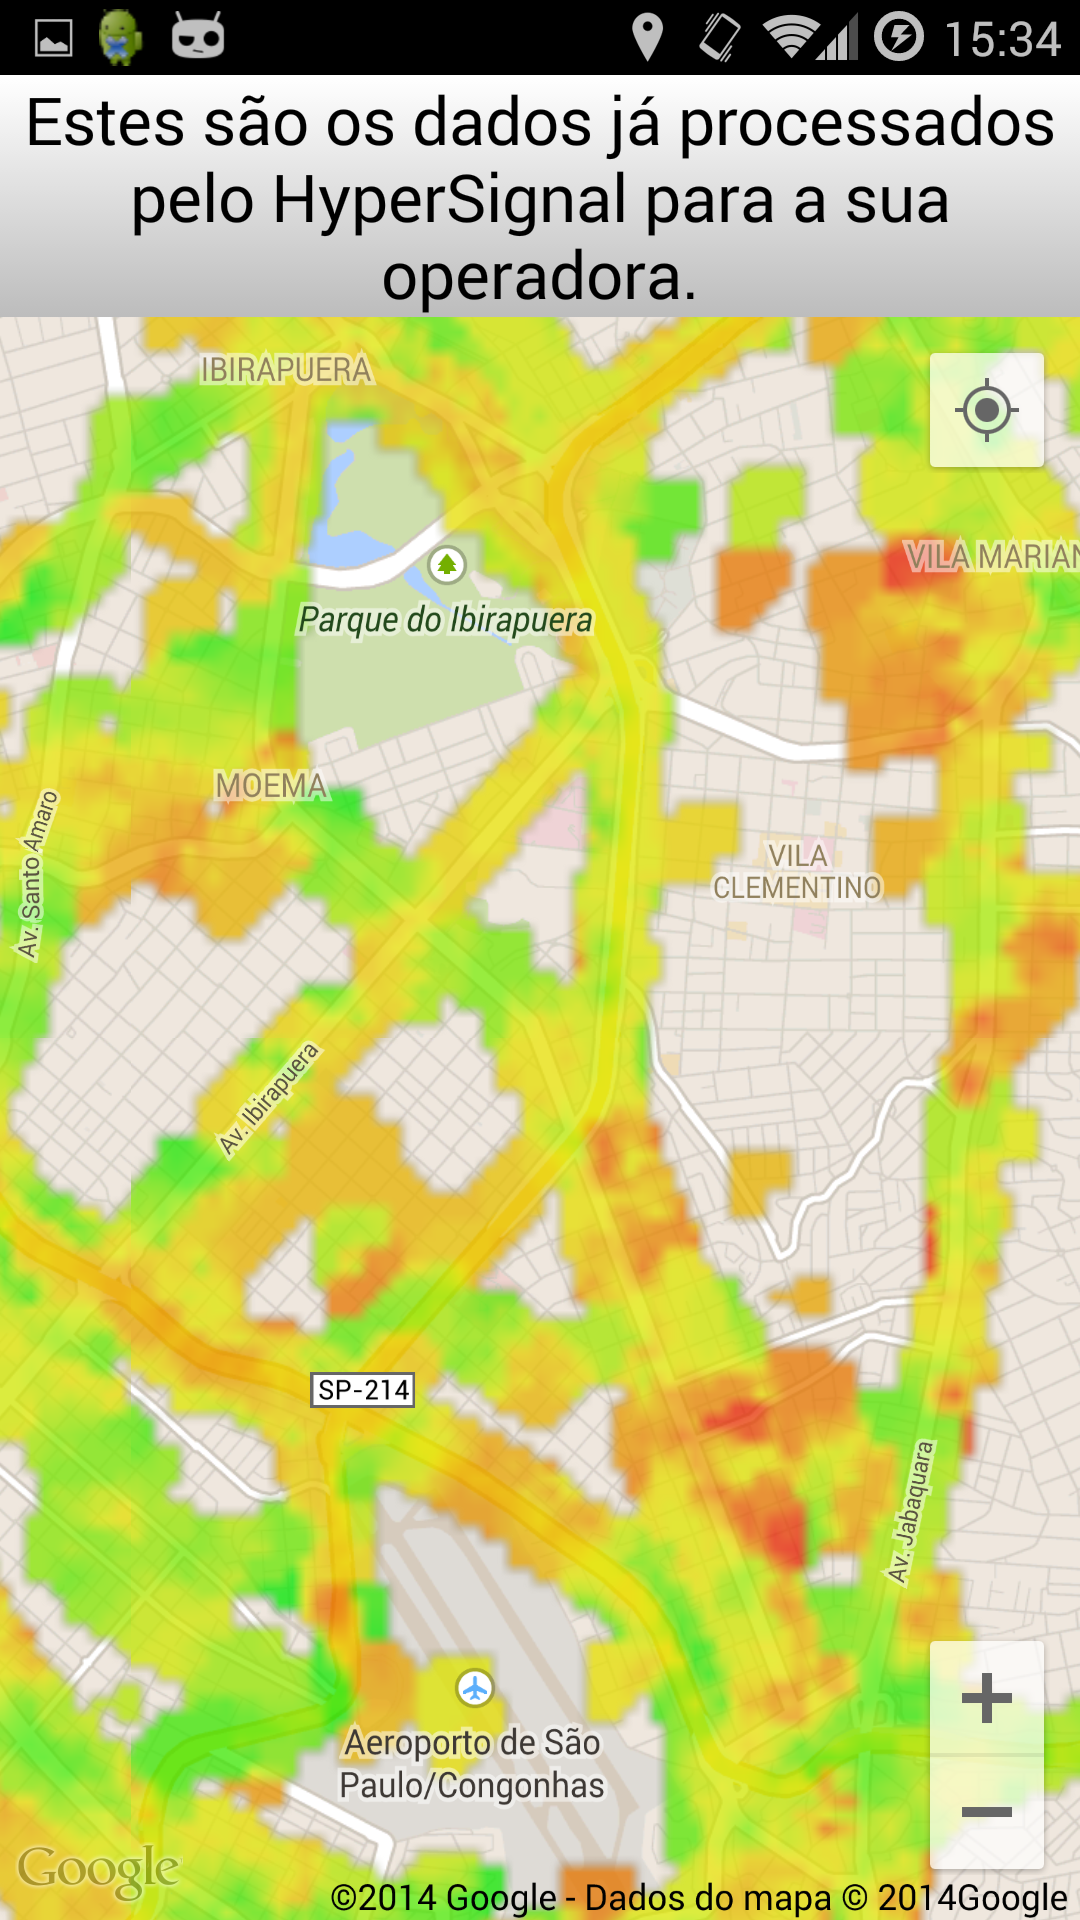 15:34
Estes são os dados já processados
pelo HyperSignal para a sua
operadora.
IBIRAPUERA
VILA MARIAN
Parque do Ibirapuera
MOEMA
Av. Santo Amaro
VILA
CLEMENTINO
Av. Ibirapuera
SP-214
Av. Jabaquara
Aeroporto de São
Paulo/Congonhas
Google
©2014 Google - Dados do mapa © 2014Google